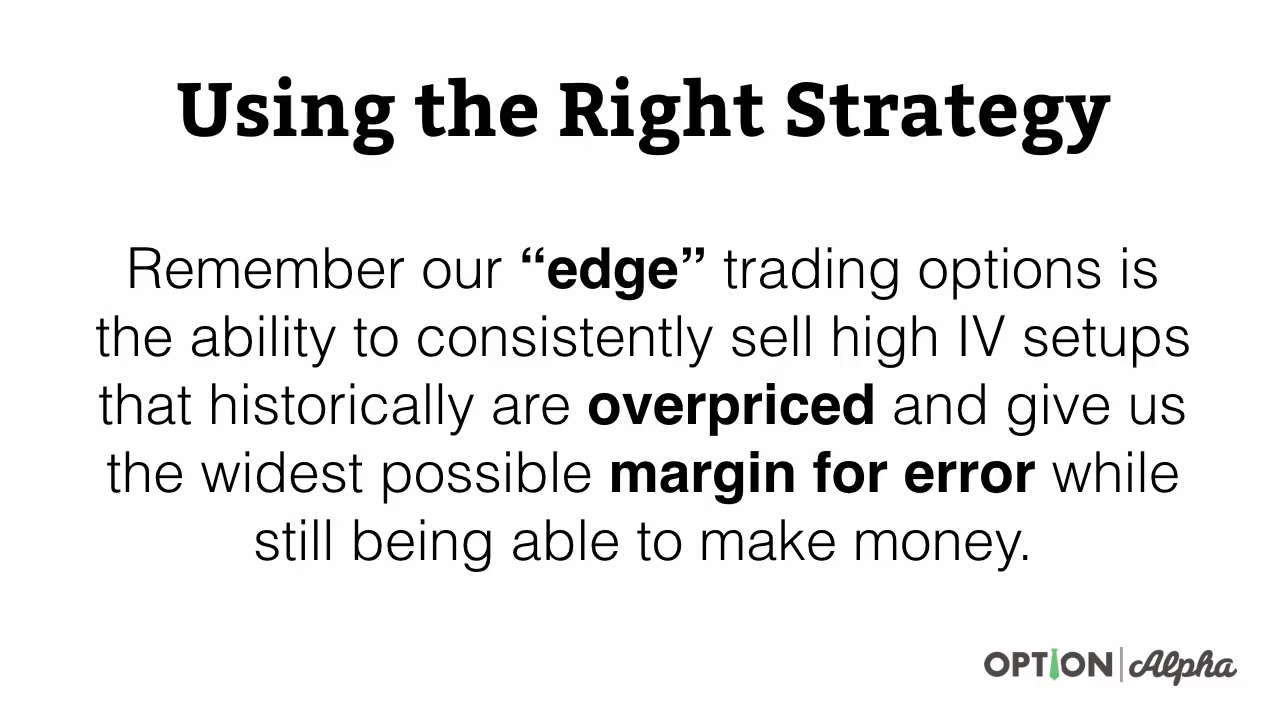 Using the Right Strategy
Remember our “edge” trading options is
the ability to consistently sell high IV setups
that historically are overpriced and give us
the widest possible margin for error while
still being able to make money.
OPTION | Alpha